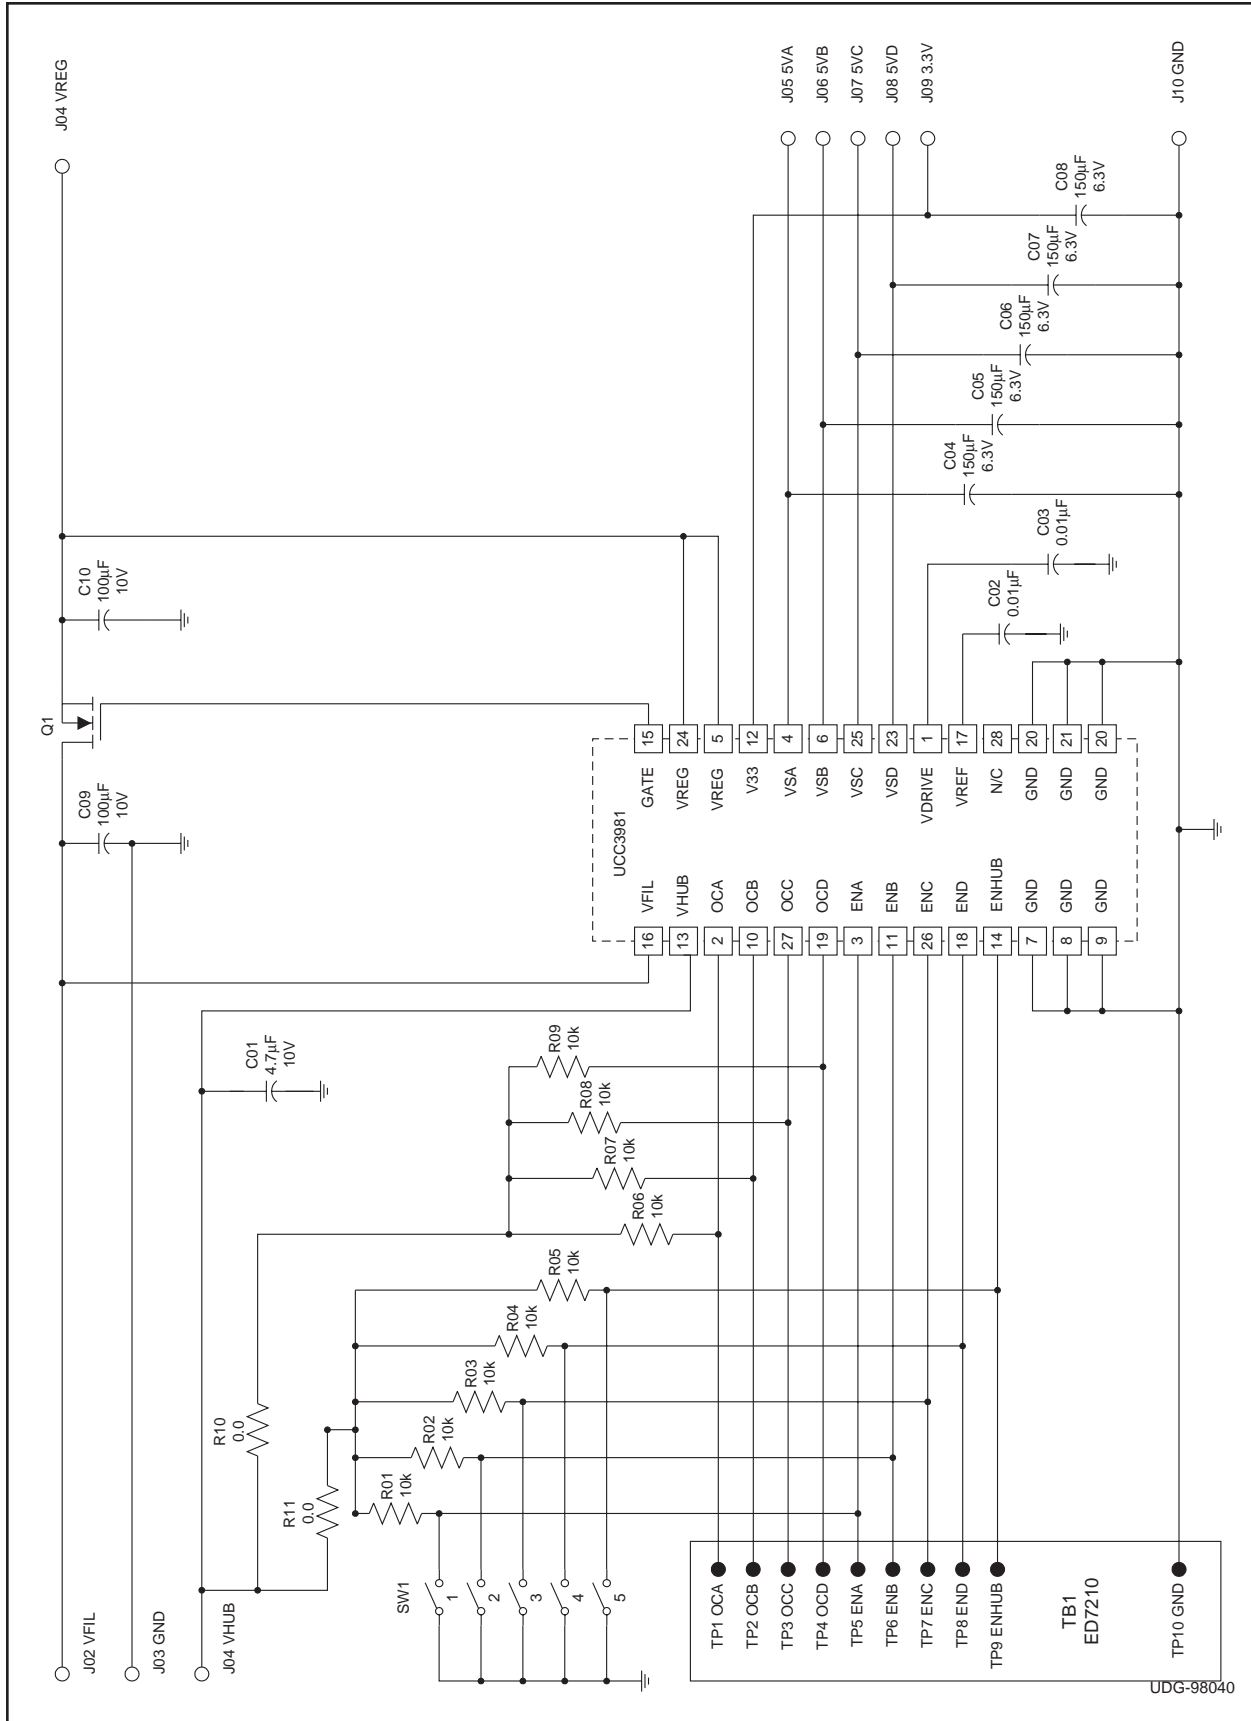 J02 VFIL
J03 GND
J04 VHUB
J04 VREG
Q1
C09
100µF
10V
C10
100µF
10V
C01
4.7µF
10V
R10
0.0
R11
0.0
R01
10k
R02
10k
R03
10k
R04
10k
R05
10k
R06
10k
R07
10k
R08
10k
R09
10k
SW1
1
2
3
4
5
UCC3981
16 VFIL
13 VHUB
2 OCA
10 OCB
27 OCC
19 OCD
3 ENA
11 ENB
26 ENC
18 END
14 ENHUB
7 GND
8 GND
9 GND
GATE 15
VREG 24
VREG 5
V33 12
VSA 4
VSB 6
VSC 25
VSD 23
VDRIVE 1
VREF 17
N/C 28
GND 20
GND 21
GND 20
C02
0.01µF
C03
0.01µF
C04
150µF
6.3V
C05
150µF
6.3V
C06
150µF
6.3V
C07
150µF
6.3V
C08
150µF
6.3V
J05 5VA
J06 5VB
J07 5VC
J08 5VD
J09 3.3V
J10 GND
TP1 OCA
TP2 OCB
TP3 OCC
TP4 OCD
TP5 ENA
TP6 ENB
TP7 ENC
TP8 END
TP9 ENHUB
TB1
ED7210
TP10 GND
UDG-98040